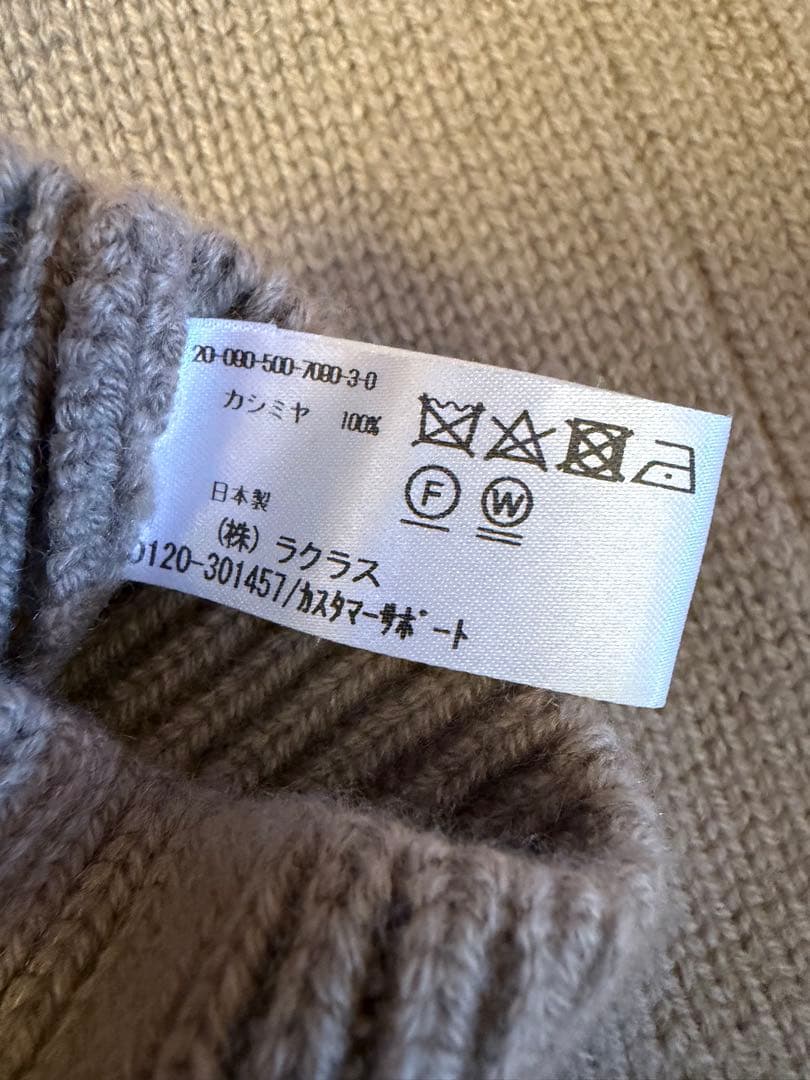 20-080-500-7080-3-0
カシミヤ 100%
F W
日本製
(株) ラクラス
0120-301457/カスタマーサポート